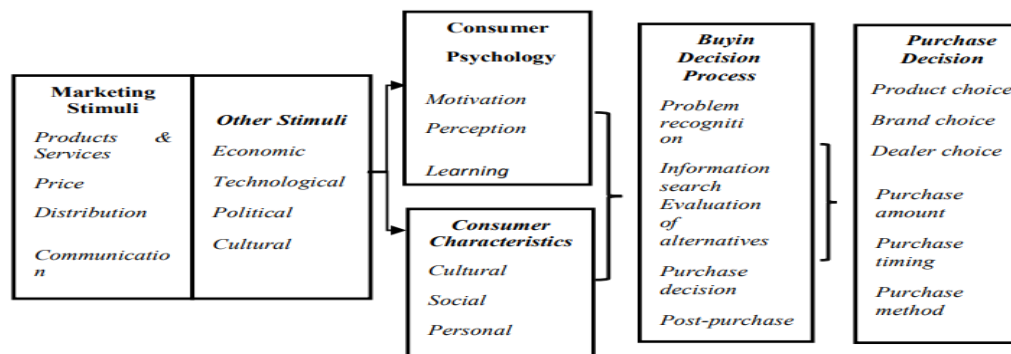 Marketing
Stimuli
Products &
Services
Price
Distribution
Communicatio
n
Other Stimuli
Economic
Technological
Political
Cultural
Consumer
Psychology
Motivation
Perception
Learning
Consumer
Characteristics
Cultural
Social
Personal
Buyin
Decision
Process
Problem
recogniti
on
Information
search
Evaluation
of
alternatives
Purchase
decision
Post-purchase
Purchase
Decision
Product choice
Brand choice
Dealer choice
Purchase
amount
Purchase
timing
Purchase
method